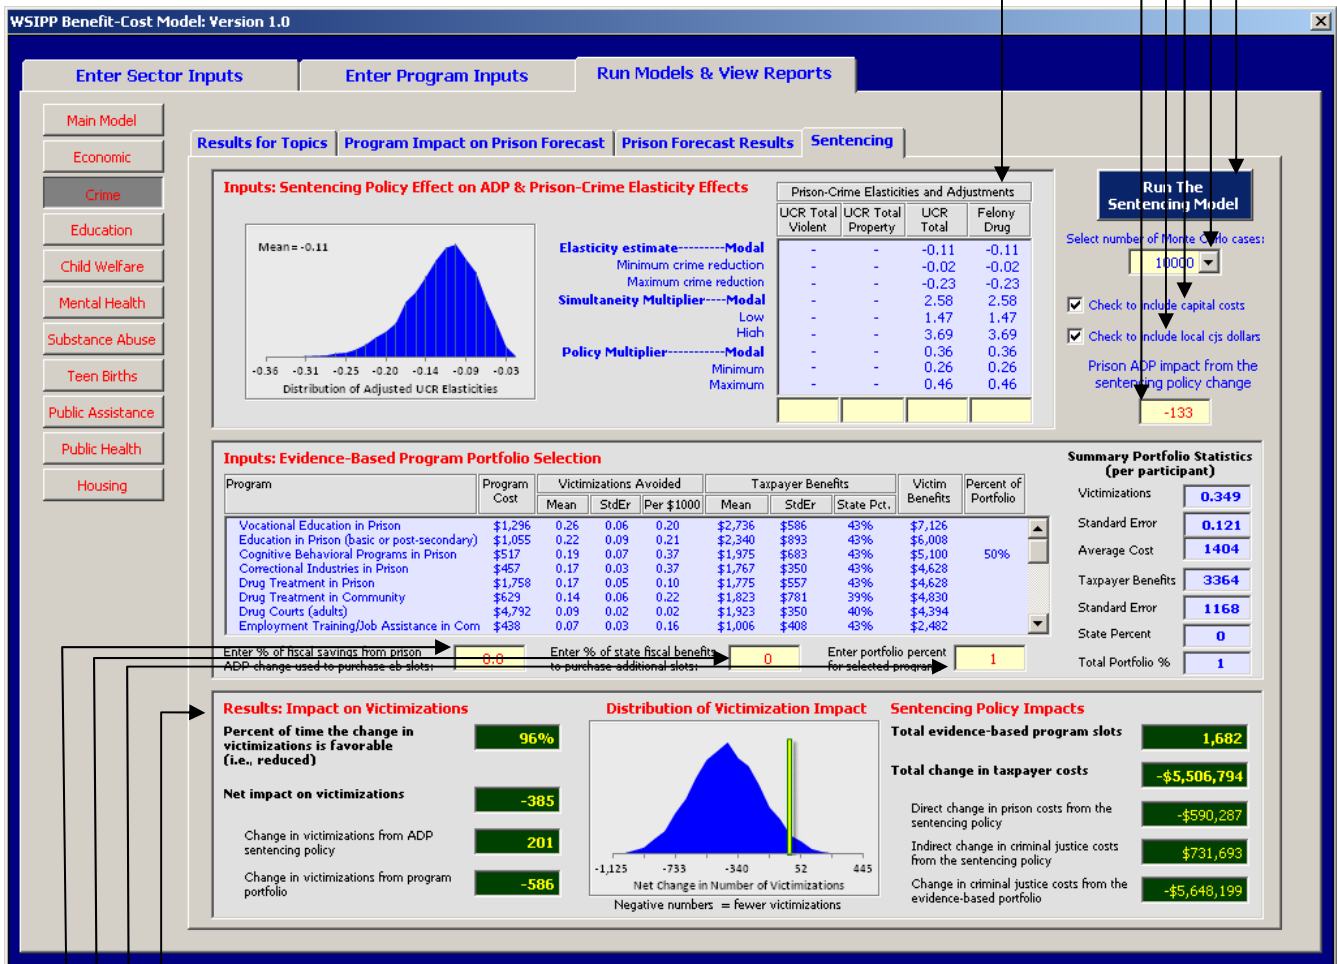 WSIPP Benefit-Cost Model: Version 1.0
Enter Sector Inputs
Enter Program Inputs
Run Models & View Reports
Main Model
Economic
Crime
Education
Child Welfare
Mental Health
Substance Abuse
Teen Births
Public Assistance
Public Health
Housing
Results for Topics
Program Impact on Prison Forecast
Prison Forecast Results
Sentencing
Inputs: Sentencing Policy Effect on ADP & Prison-Crime Elasticity Effects
Mean= -0.11
-0.36 -0.31 -0.25 -0.20 -0.14 -0.09 -0.03
Distribution of Adjusted UCR Elasticities
Prison-Crime Elasticities and Adjustments
UCR Total Violent
UCR Total Property
UCR Total
Felony Drug
Elasticity estimate----------Modal - - -0.11 -0.11
Minimum crime reduction - - -0.02 -0.02
Maximum crime reduction - - -0.23 -0.23
Simultaneity Multiplier----Modal - - 2.58 2.58
Low - - 1.47 1.47
High - - 3.69 3.69
Policy Multiplier-----------Modal - - 0.36 0.36
Minimum - - 0.26 0.26
Maximum - - 0.46 0.46
Run The
Sentencing Model
Select number of Monte Carlo cases:
10000
Check to include capital costs
Check to include local cjs dollars
Prison ADP impact from the
sentencing policy change
-133
Inputs: Evidence-Based Program Portfolio Selection
Program
Program Cost
Victimizations Avoided
Mean StdEr Per $1000
Taxpayer Benefits
Mean StdEr State Pct.
Victim Benefits
Percent of Portfolio
Vocational Education in Prison $1,296 0.26 0.06 0.20 $2,736 $586 43% $7,126
Education in Prison (basic or post-secondary) $1,055 0.22 0.09 0.21 $2,340 $893 43% $6,008
Cognitive Behavioral Programs in Prison $517 0.19 0.07 0.37 $1,975 $683 43% $5,100 50%
Correctional Industries in Prison $457 0.17 0.03 0.37 $1,767 $350 43% $4,628
Drug Treatment in Prison $1,758 0.17 0.05 0.10 $1,775 $557 43% $4,628
Drug Treatment in Community $629 0.14 0.06 0.22 $1,823 $781 39% $4,830
Drug Courts (adults) $4,792 0.09 0.02 0.02 $1,923 $350 40% $4,394
Employment Training/Job Assistance in Com $438 0.07 0.03 0.16 $1,006 $408 43% $2,482
Enter % of fiscal savings from prison
ADP change used to purchase eb slots:
0.0
Enter % of state fiscal benefits
to purchase additional slots:
0
Enter portfolio percent
for selected program
1
Summary Portfolio Statistics
(per participant)
Victimizations 0.349
Standard Error 0.121
Average Cost 1404
Taxpayer Benefits 3364
Standard Error 1168
State Percent 0
Total Portfolio % 1
Results: Impact on Victimizations
Percent of time the change in
victimizations is favorable
(i.e., reduced)
96%
Net impact on victimizations
-385
Change in victimizations from ADP
sentencing policy
201
Change in victimizations from program
portfolio
-586
Distribution of Victimization Impact
-1,125 -733 -340 52 445
Net Change in Number of Victimizations
Negative numbers = fewer victimizations
Sentencing Policy Impacts
Total evidence-based program slots
1,682
Total change in taxpayer costs
-$5,506,794
Direct change in prison costs from the
sentencing policy
-$590,287
Indirect change in criminal justice costs
from the sentencing policy
$731,693
Change in criminal justice costs from the
evidence-based portfolio
-$5,648,199